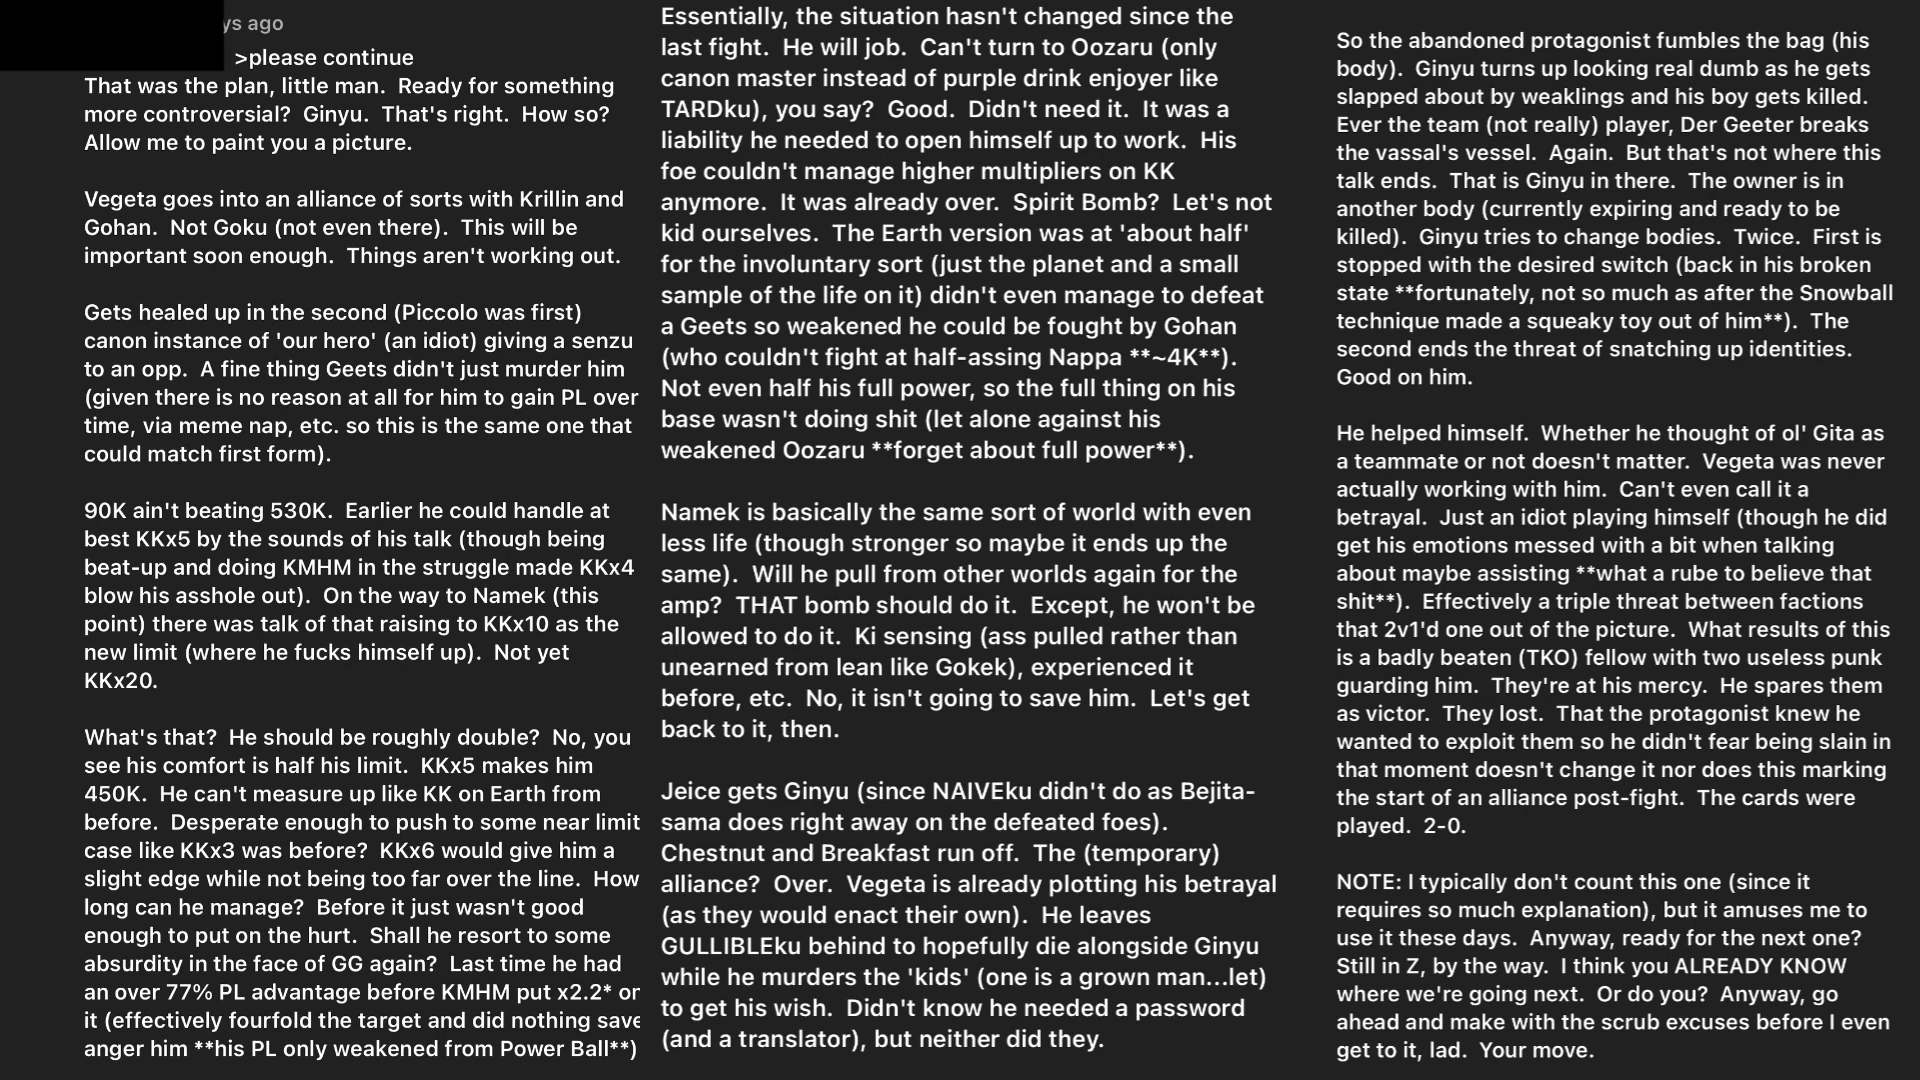 ys ago
>please continue
That was the plan, little man.  Ready for something
more controversial?  Ginyu.  That's right.  How so?
Allow me to paint you a picture.
Vegeta goes into an alliance of sorts with Krillin and
Gohan.  Not Goku (not even there).  This will be
important soon enough.  Things aren't working out.
Gets healed up in the second (Piccolo was first)
canon instance of 'our hero' (an idiot) giving a senzu
to an opp.  A fine thing Geets didn't just murder him
(given there is no reason at all for him to gain PL over
time, via meme nap, etc. so this is the same one that
could match first form).
90K ain't beating 530K.  Earlier he could handle at
best KKx5 by the sounds of his talk (though being
beat-up and doing KMHM in the struggle made KKx4
blow his asshole out).  On the way to Namek (this
point) there was talk of that raising to KKx10 as the
new limit (where he fucks himself up).  Not yet
KKx20.
What's that?  He should be roughly double?  No, you
see his comfort is half his limit.  KKx5 makes him
450K.  He can't measure up like KK on Earth from
before.  Desperate enough to push to some near limit
case like KKx3 was before?  KKx6 would give him a
slight edge while not being too far over the line.  How
long can he manage?  Before it just wasn't good
enough to put on the hurt.  Shall he resort to some
absurdity in the face of GG again?  Last time he had
an over 77% PL advantage before KMHM put x2.2* on
it (effectively fourfold the target and did nothing save
anger him **his PL only weakened from Power Ball**)
Essentially, the situation hasn't changed since the
last fight.  He will job.  Can't turn to Oozaru (only
canon master instead of purple drink enjoyer like
TARDku), you say?  Good.  Didn't need it.  It was a
liability he needed to open himself up to work.  His
foe couldn't manage higher multipliers on KK
anymore.  It was already over.  Spirit Bomb?  Let's not
kid ourselves.  The Earth version was at 'about half'
for the involuntary sort (just the planet and a small
sample of the life on it) didn't even manage to defeat
a Geets so weakened he could be fought by Gohan
(who couldn't fight at half-assing Nappa **~4K**).
Not even half his full power, so the full thing on his
base wasn't doing shit (let alone against his
weakened Oozaru **forget about full power**).
Namek is basically the same sort of world with even
less life (though stronger so maybe it ends up the
same).  Will he pull from other worlds again for the
amp?  THAT bomb should do it.  Except, he won't be
allowed to do it.  Ki sensing (ass pulled rather than
unearned from lean like Gokek), experienced it
before, etc.  No, it isn't going to save him.  Let's get
back to it, then.
Jeice gets Ginyu (since NAIVEku didn't do as Bejita-
sama does right away on the defeated foes).
Chestnut and Breakfast run off.  The (temporary)
alliance?  Over.  Vegeta is already plotting his betrayal
(as they would enact their own).  He leaves
GULLIBLEku behind to hopefully die alongside Ginyu
while he murders the 'kids' (one is a grown man...let)
to get his wish.  Didn't know he needed a password
(and a translator), but neither did they.
So the abandoned protagonist fumbles the bag (his
body).  Ginyu turns up looking real dumb as he gets
slapped about by weaklings and his boy gets killed.
Ever the team (not really) player, Der Geeter breaks
the vassal's vessel.  Again.  But that's not where this
talk ends.  That is Ginyu in there.  The owner is in
another body (currently expiring and ready to be
killed).  Ginyu tries to change bodies.  Twice.  First is
stopped with the desired switch (back in his broken
state **fortunately, not so much as after the Snowball
technique made a squeaky toy out of him**).  The
second ends the threat of snatching up identities.
Good on him.
He helped himself.  Whether he thought of ol' Gita as
a teammate or not doesn't matter.  Vegeta was never
actually working with him.  Can't even call it a
betrayal.  Just an idiot playing himself (though he did
get his emotions messed with a bit when talking
about maybe assisting **what a rube to believe that
shit**).  Effectively a triple threat between factions
that 2v1'd one out of the picture.  What results of this
is a badly beaten (TKO) fellow with two useless punk
guarding him.  They're at his mercy.  He spares them
as victor.  They lost.  That the protagonist knew he
wanted to exploit them so he didn't fear being slain in
that moment doesn't change it nor does this marking
the start of an alliance post-fight.  The cards were
played.  2-0.
NOTE: I typically don't count this one (since it
requires so much explanation), but it amuses me to
use it these days.  Anyway, ready for the next one?
Still in Z, by the way.  I think you ALREADY KNOW
where we're going next.  Or do you?  Anyway, go
ahead and make with the scrub excuses before I even
get to it, lad.  Your move.